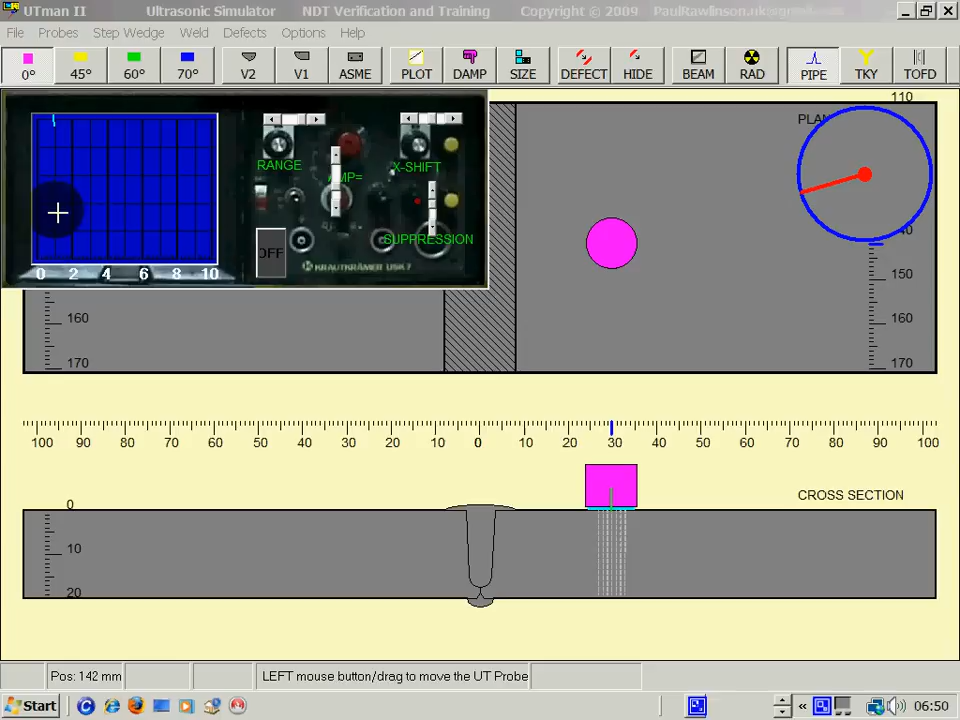 UTman II Ultrasonic Simulator NDT Verification and Training Copyright © 2009
File Probes Step Wedge Weld Defects Options Help
0° 45° 60° 70° V2 V1 ASME PLOT DAMP SIZE DEFECT HIDE BEAM RAD PIPE TKY TOFD
110
PLAN
RANGE X-SHIFT
AMP=
SUPPRESSION
OFF
KRAUTKRÄMER USK7
0 2 4 6 8 10
150
160 160
170 170
100 90 80 70 60 50 40 30 20 10 0 10 20 30 40 50 60 70 80 90 100
CROSS SECTION
0
10
20
Pos: 142 mm LEFT mouse button/drag to move the UT Probe
Start « 06:50